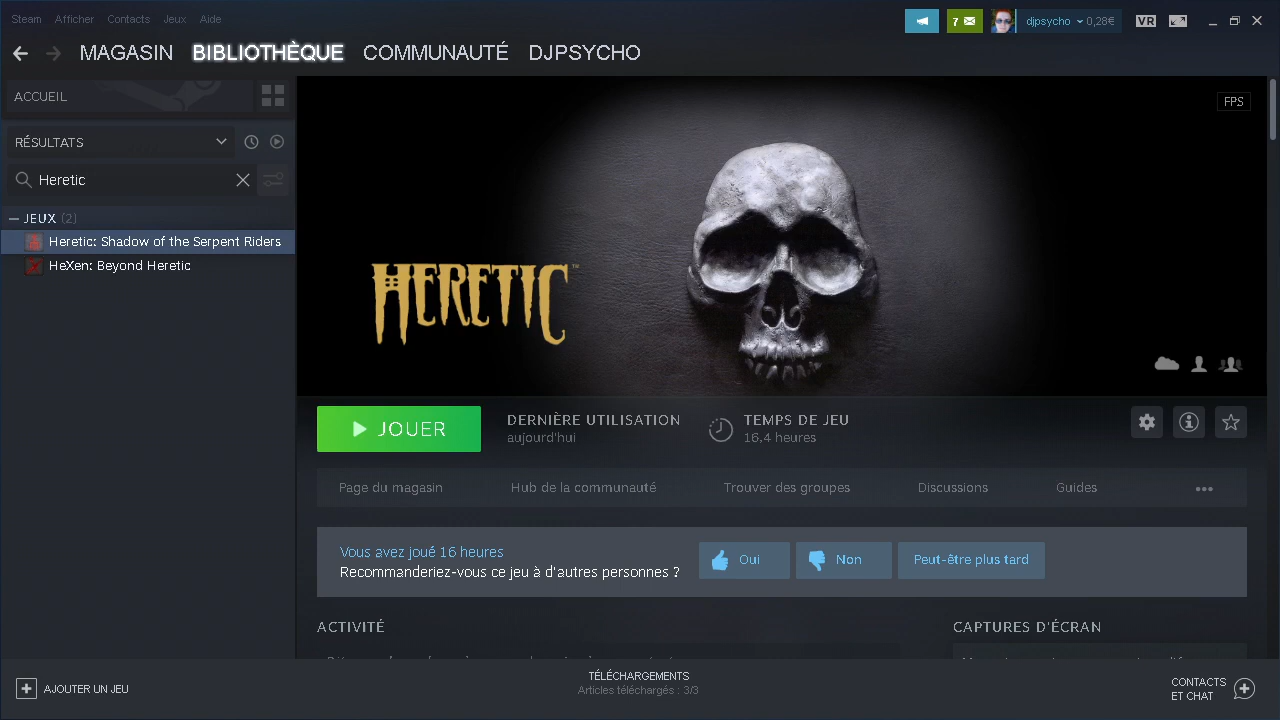 Steam Afficher Contacts Jeux Aide
7 djpsycho 0,28€ VR
MAGASIN BIBLIOTHÈQUE COMMUNAUTÉ DJPSYCHO
ACCUEIL
FPS
RÉSULTATS
Heretic
JEUX (2)
Heretic: Shadow of the Serpent Riders
HeXen: Beyond Heretic
HERETIC™
JOUER
DERNIÈRE UTILISATION
aujourd'hui
TEMPS DE JEU
16,4 heures
Page du magasin Hub de la communauté Trouver des groupes Discussions Guides
Vous avez joué 16 heures
Recommanderiez-vous ce jeu à d'autres personnes ?
Oui Non Peut-être plus tard
ACTIVITÉ
CAPTURES D'ÉCRAN
AJOUTER UN JEU
TÉLÉCHARGEMENTS
Articles téléchargés : 3/3
CONTACTS
ET CHAT